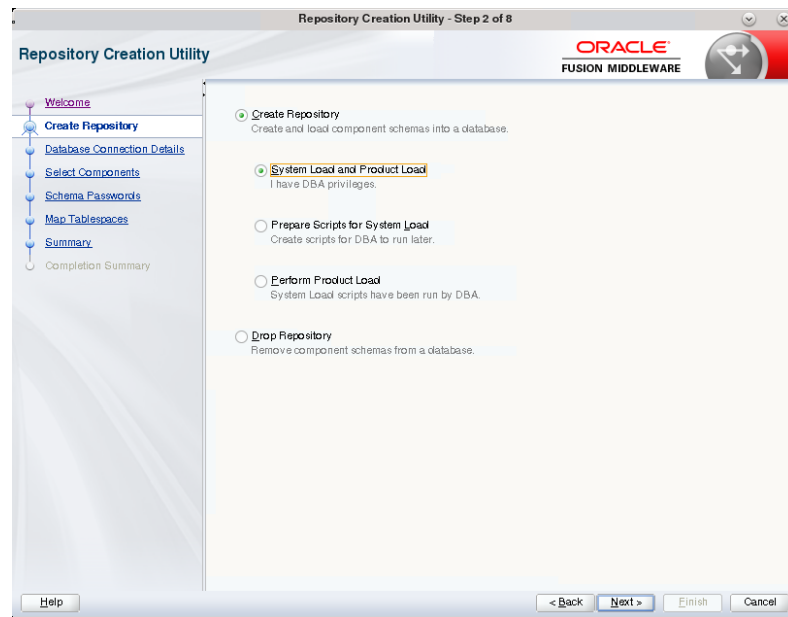 Repository Creation Utility - Step 2 of 8
Repository Creation Utility
ORACLE
FUSION MIDDLEWARE
Welcome
Create Repository
Database Connection Details
Select Components
Schema Passwords
Map Tablespaces
Summary
Completion Summary
Create Repository
Create and load component schemas into a database.
System Load and Product Load
I have DBA privileges.
Prepare Scripts for System Load
Create scripts for DBA to run later.
Perform Product Load
System Load scripts have been run by DBA.
Drop Repository
Remove component schemas from a database.
Help
< Back
Next >
Finish
Cancel